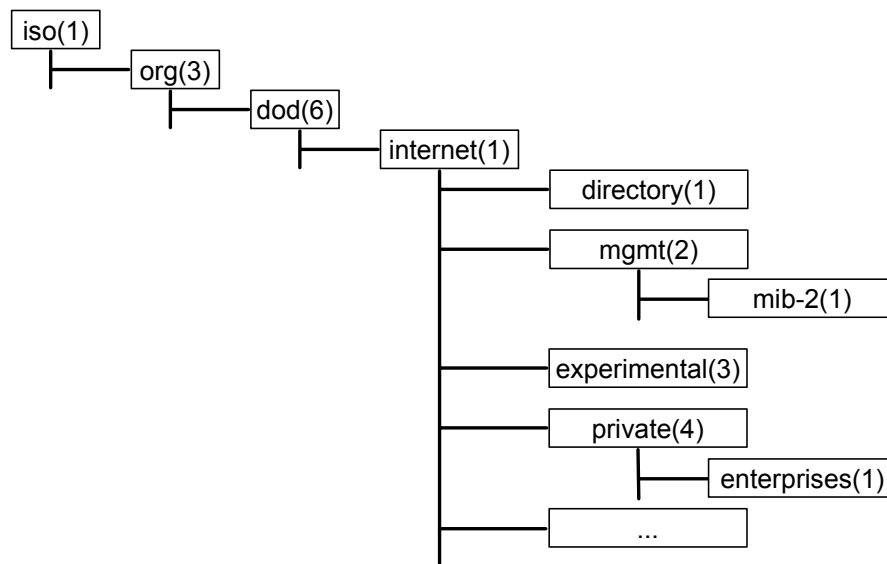 iso(1)
org(3)
dod(6)
internet(1)
directory(1)
mgmt(2)
mib-2(1)
experimental(3)
private(4)
enterprises(1)
...